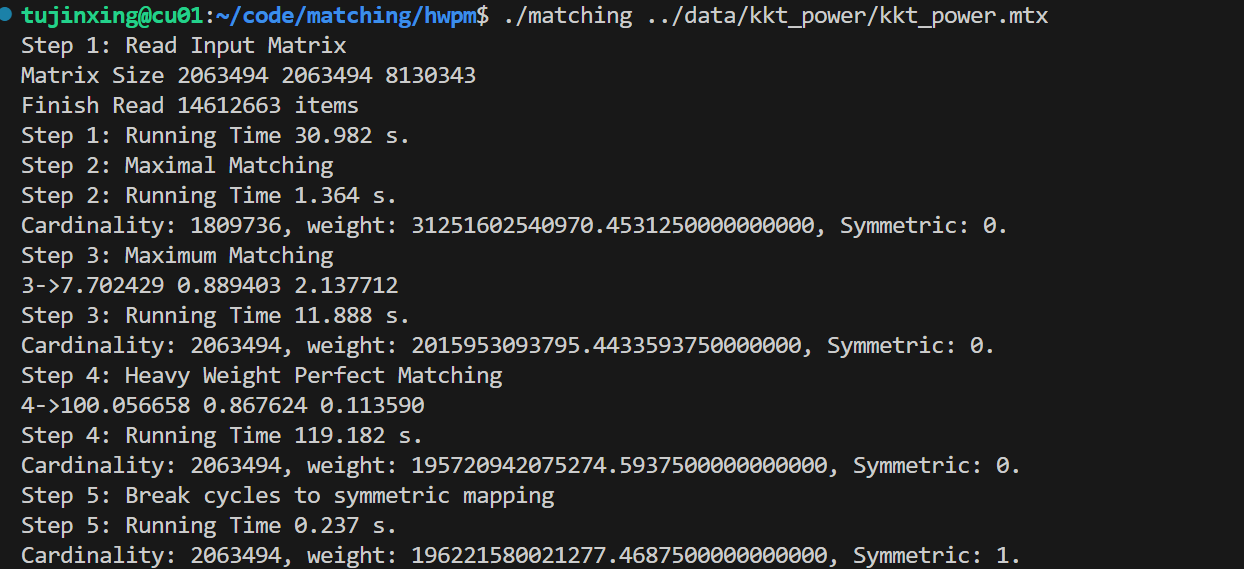 tujinxing@cu01:~/code/matching/hwpm$ ./matching ../data/kkt_power/kkt_power.mtx
Step 1: Read Input Matrix
Matrix Size 2063494 2063494 8130343
Finish Read 14612663 items
Step 1: Running Time 30.982 s.
Step 2: Maximal Matching
Step 2: Running Time 1.364 s.
Cardinality: 1809736, weight: 31251602540970.4531250000000000, Symmetric: 0.
Step 3: Maximum Matching
3->7.702429 0.889403 2.137712
Step 3: Running Time 11.888 s.
Cardinality: 2063494, weight: 2015953093795.4433593750000000, Symmetric: 0.
Step 4: Heavy Weight Perfect Matching
4->100.056658 0.867624 0.113590
Step 4: Running Time 119.182 s.
Cardinality: 2063494, weight: 195720942075274.5937500000000000, Symmetric: 0.
Step 5: Break cycles to symmetric mapping
Step 5: Running Time 0.237 s.
Cardinality: 2063494, weight: 196221580021277.4687500000000000, Symmetric: 1.